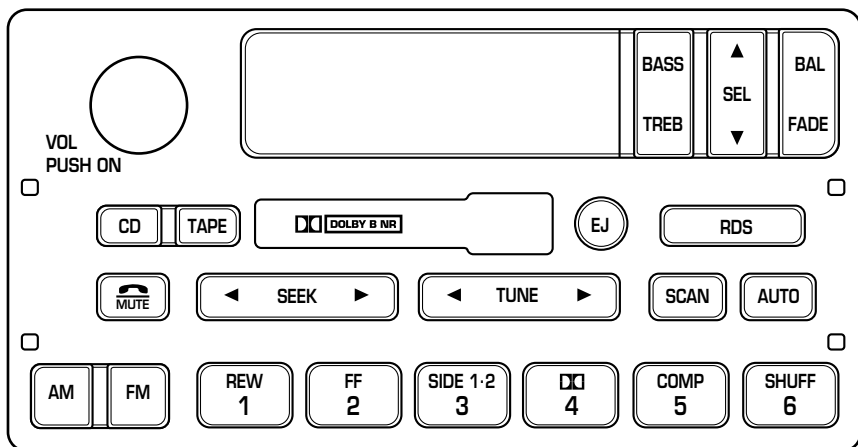 BASS
TREB
▲
SEL
▼
BAL
FADE
VOL
PUSH ON
CD
TAPE
DOLBY B NR
EJ
RDS
MUTE
◀ SEEK ▶
◀ TUNE ▶
SCAN
AUTO
AM
FM
REW
1
FF
2
SIDE 1·2
3
4
COMP
5
SHUFF
6